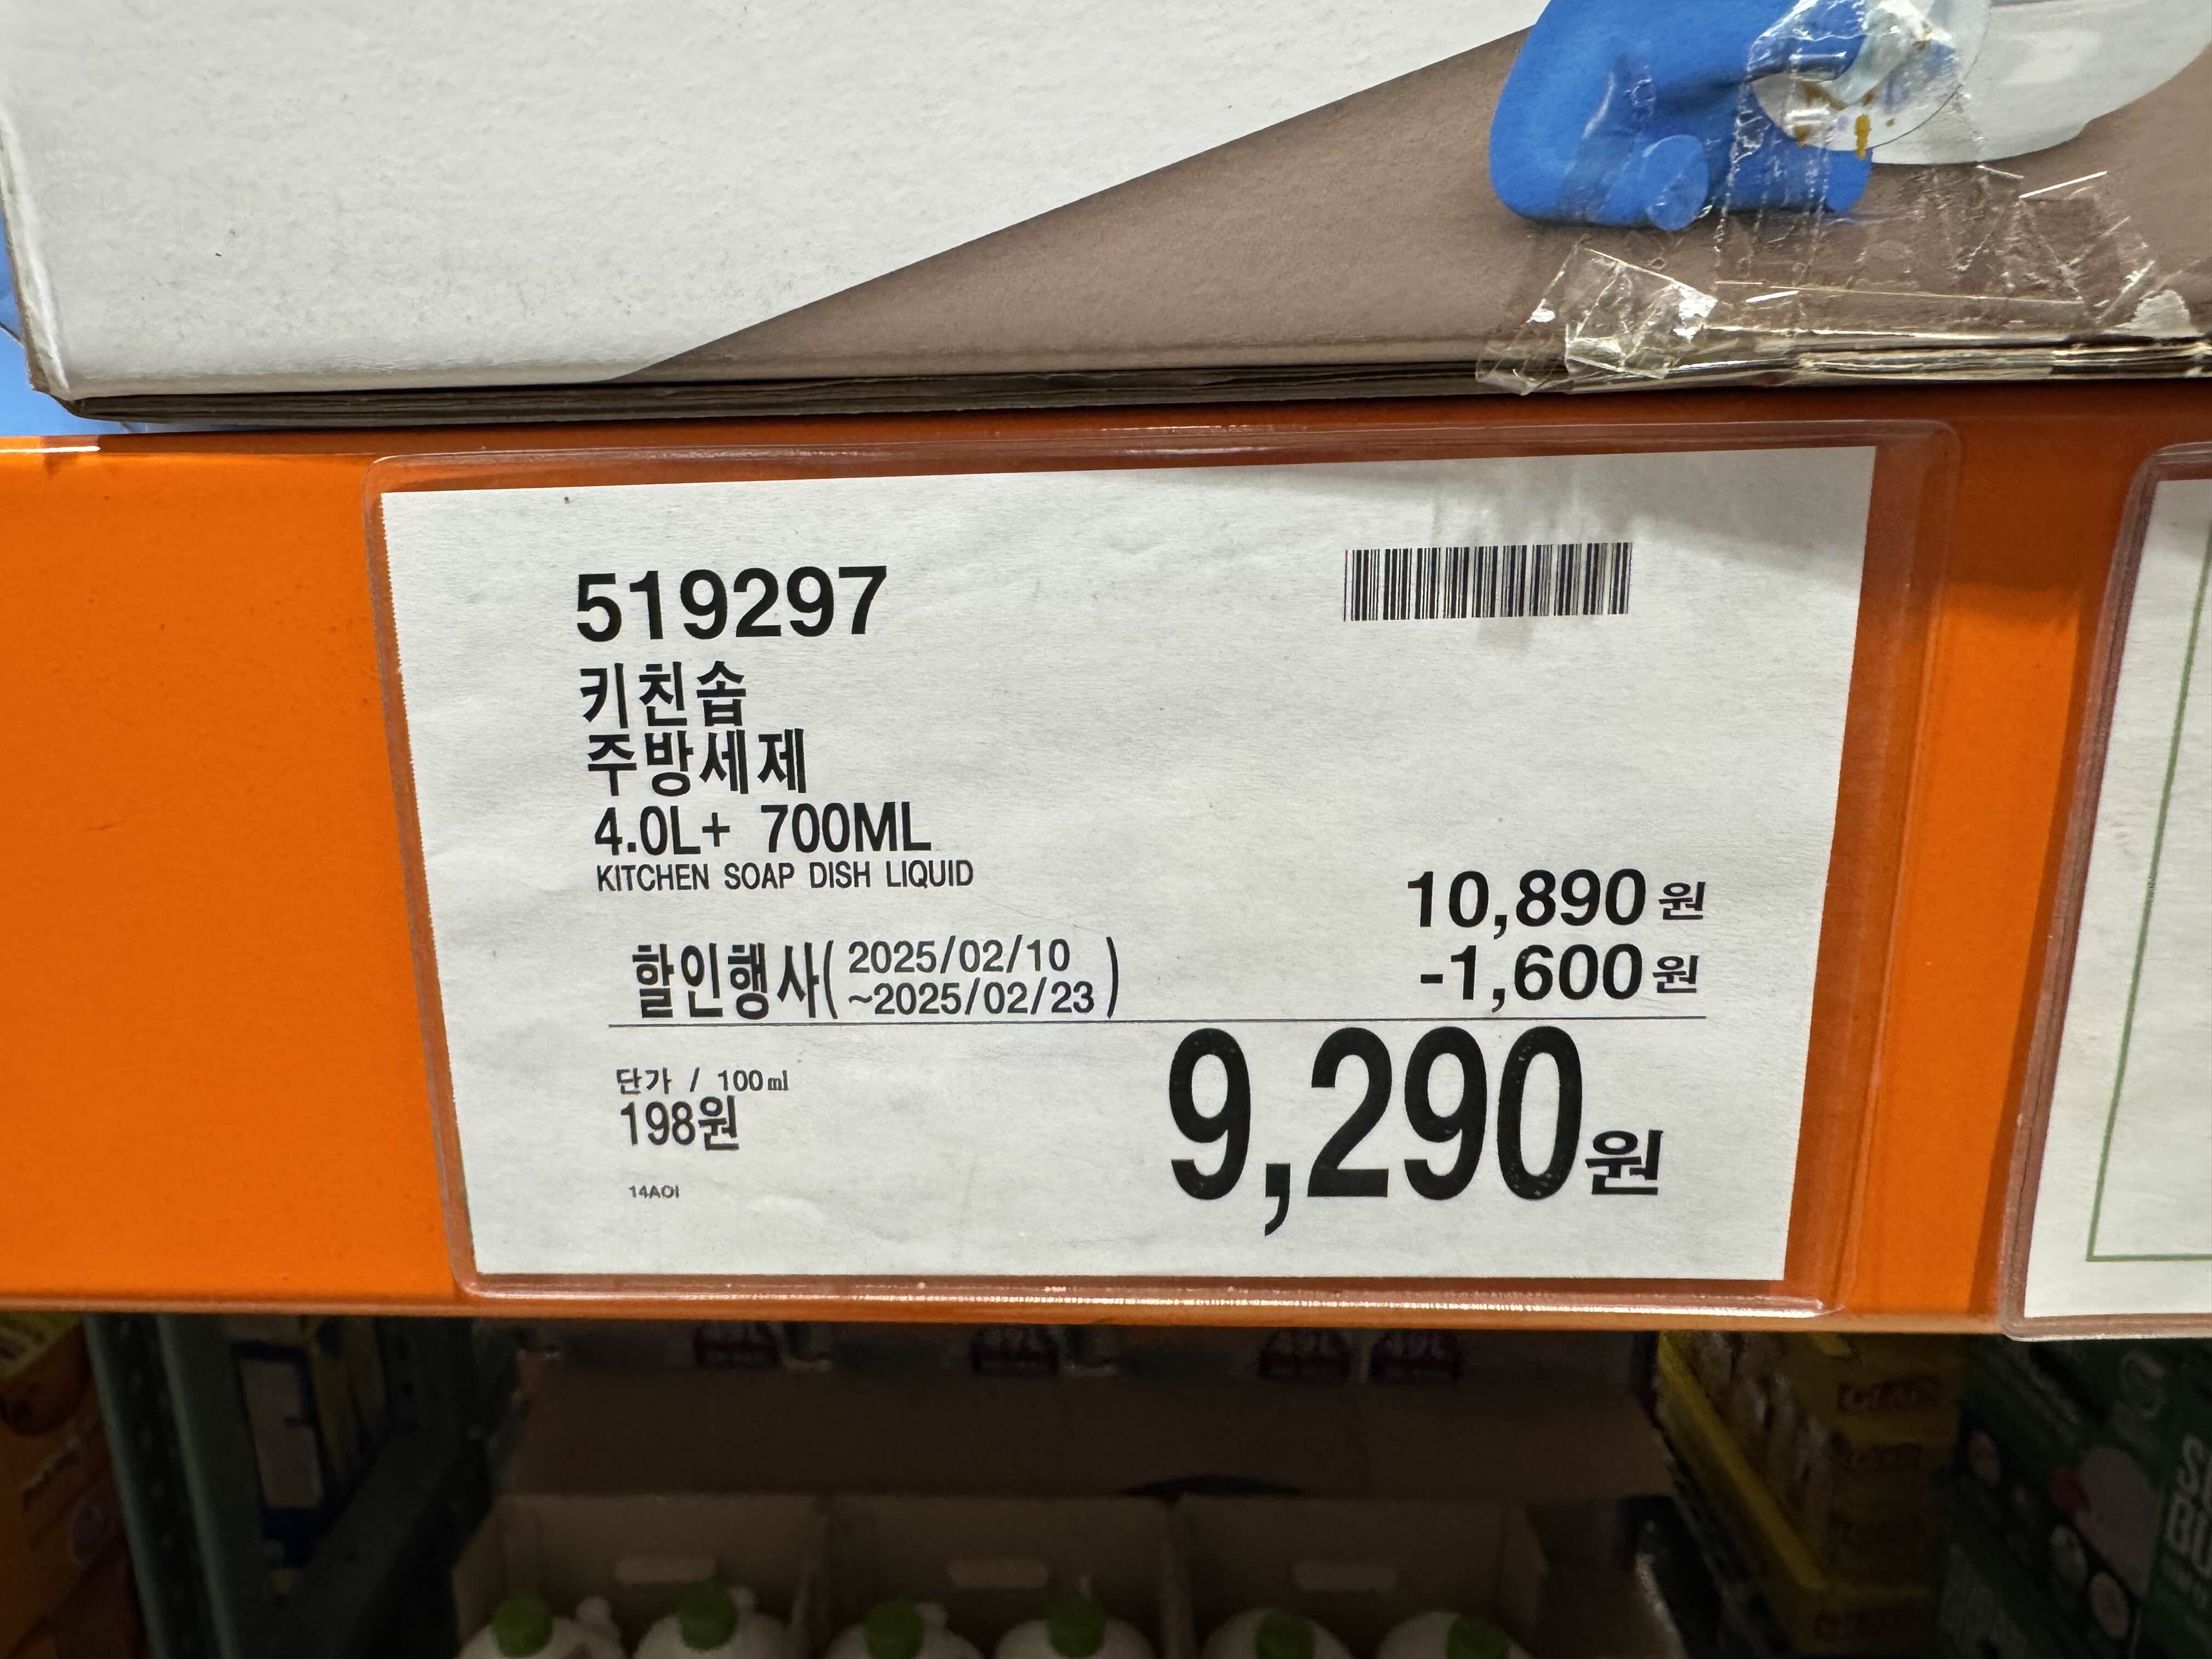 519297
키친솝
주방세제
4.0L+ 700ML
KITCHEN SOAP DISH LIQUID
10,890원
할인행사( 2025/02/10
~2025/02/23 )
-1,600원
단가 / 100㎖
198원
9,290원
14AOI